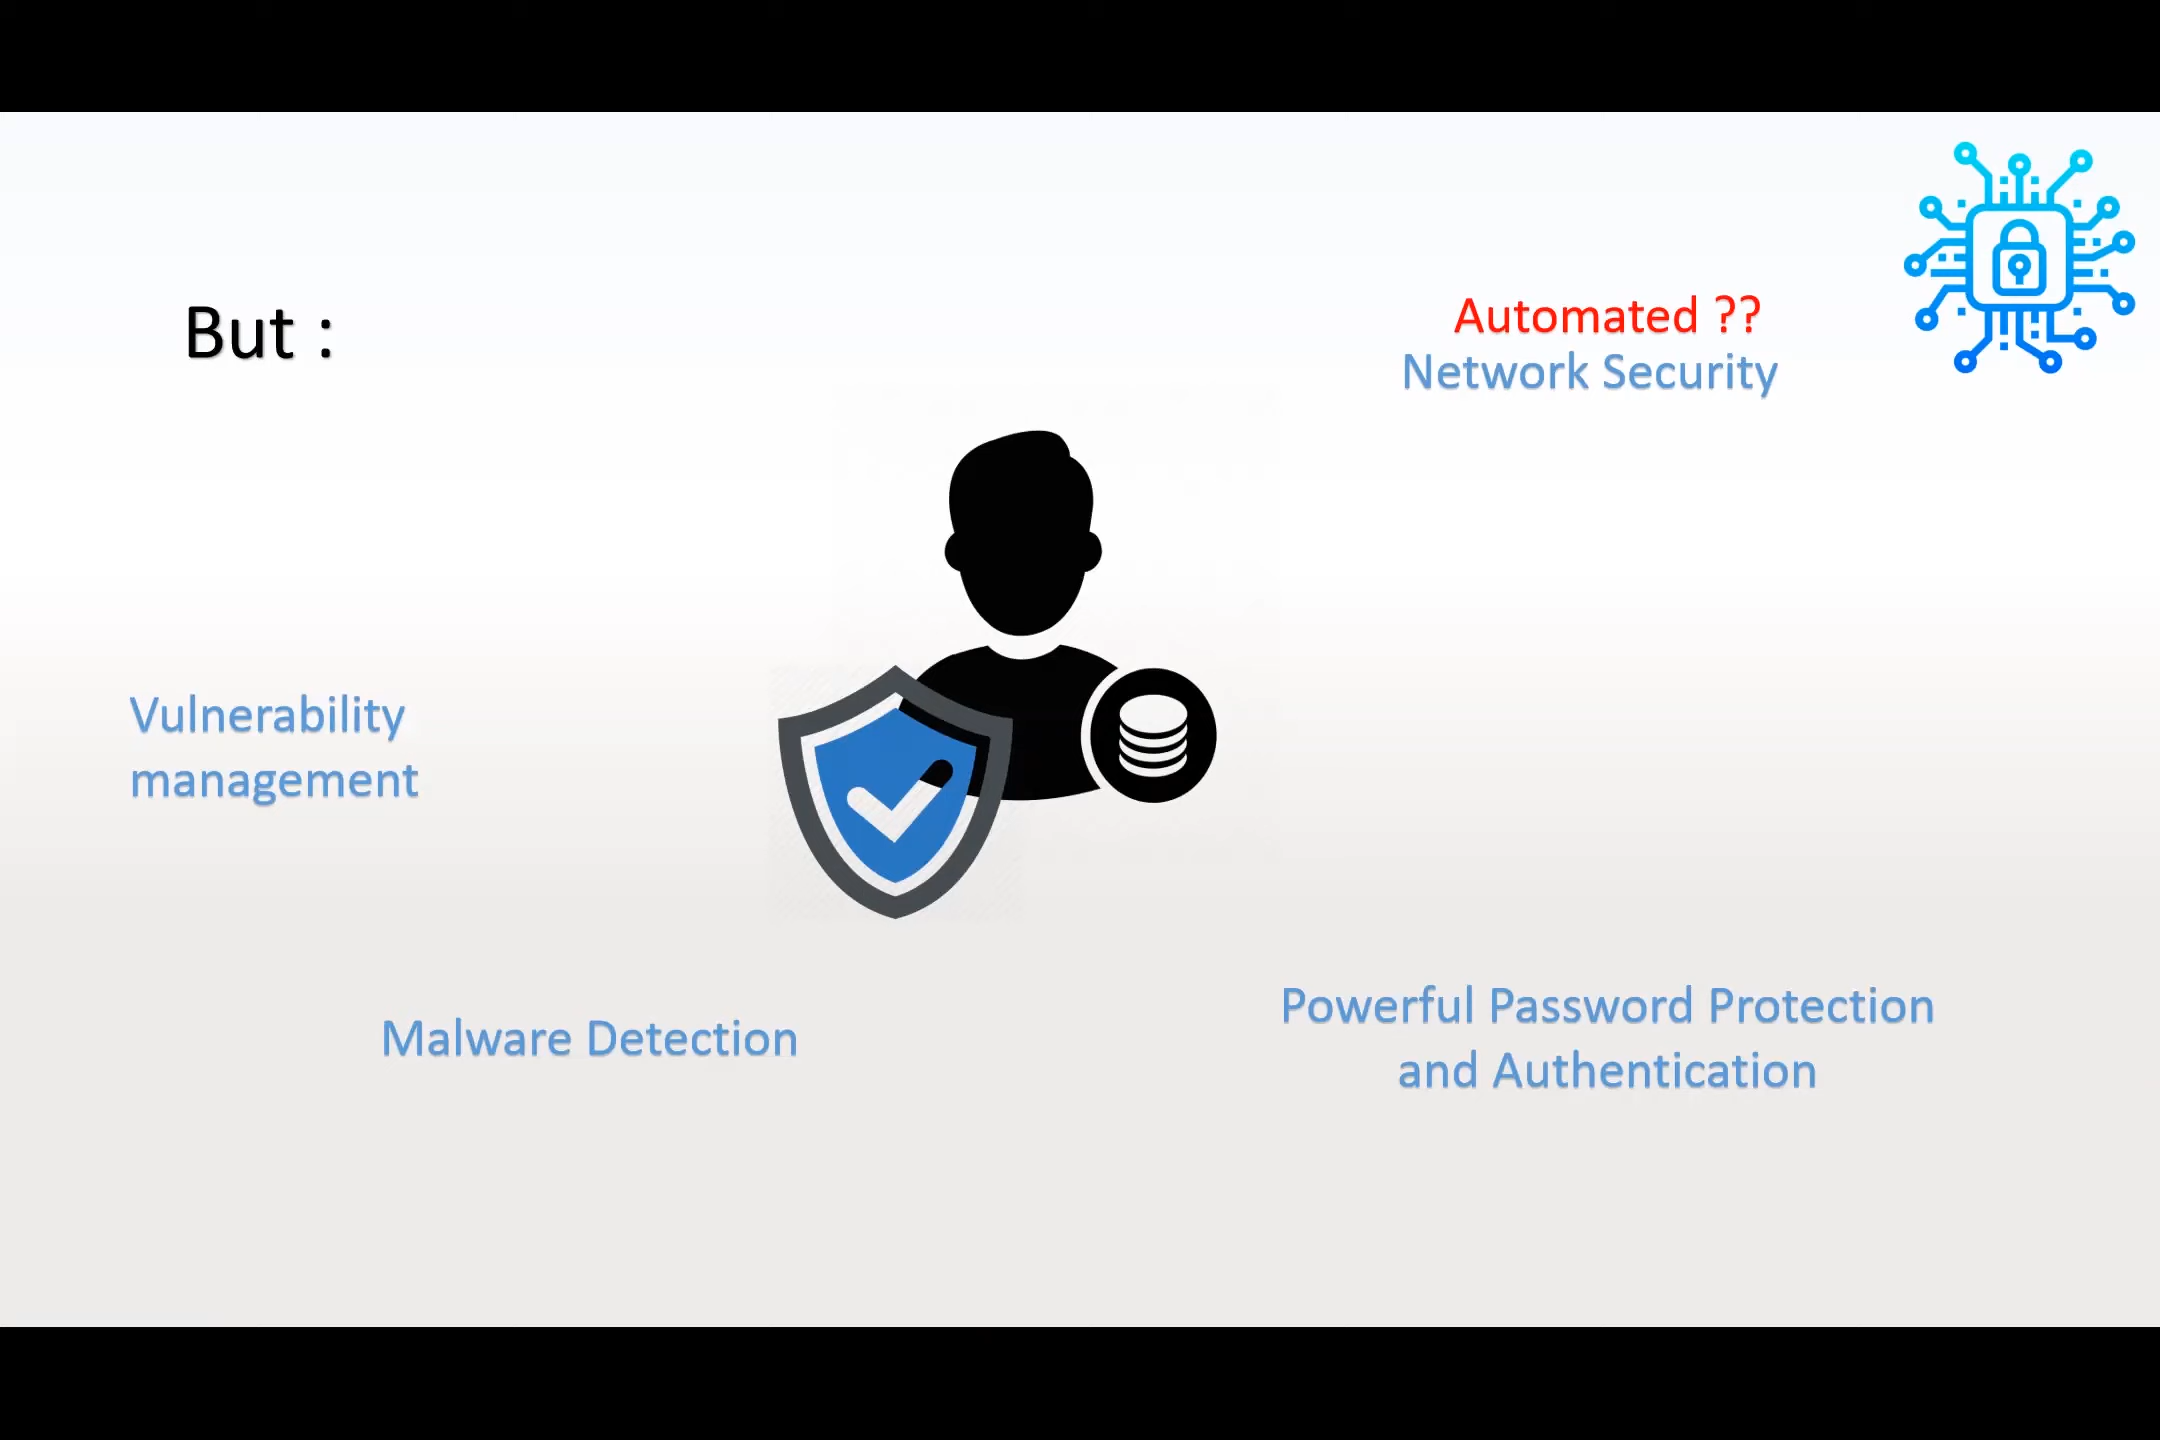 But :
Automated ??
Network Security
Vulnerability
management
Malware Detection
Powerful Password Protection
and Authentication